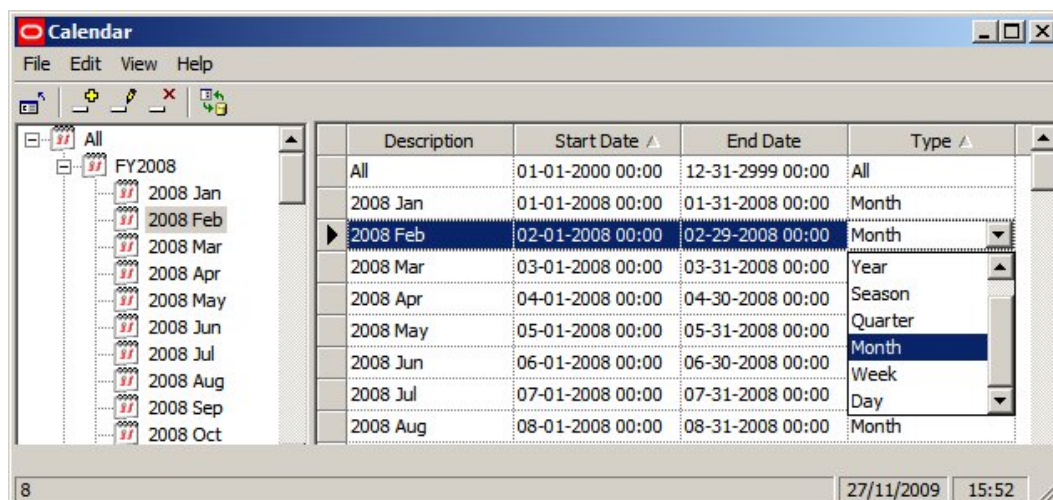 Calendar
File Edit View Help
All
FY2008
2008 Jan
2008 Feb
2008 Mar
2008 Apr
2008 May
2008 Jun
2008 Jul
2008 Aug
2008 Sep
2008 Oct
Description Start Date End Date Type
All 01-01-2000 00:00 12-31-2999 00:00 All
2008 Jan 01-01-2008 00:00 01-31-2008 00:00 Month
2008 Feb 02-01-2008 00:00 02-29-2008 00:00 Month
2008 Mar 03-01-2008 00:00 03-31-2008 00:00
2008 Apr 04-01-2008 00:00 04-30-2008 00:00
2008 May 05-01-2008 00:00 05-31-2008 00:00
2008 Jun 06-01-2008 00:00 06-30-2008 00:00
2008 Jul 07-01-2008 00:00 07-31-2008 00:00
2008 Aug 08-01-2008 00:00 08-31-2008 00:00 Month
Year
Season
Quarter
Month
Week
Day
8 27/11/2009 15:52